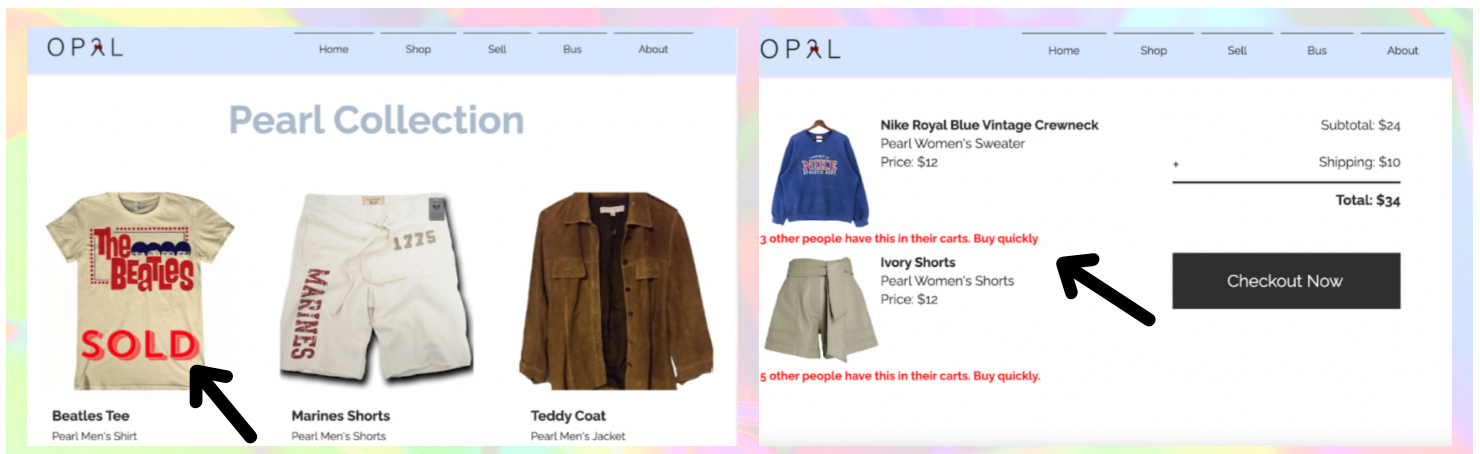 OPAL
Home Shop Sell Bus About
Pearl Collection
The
BEATLES
SOLD
1775
MARINES
Beatles Tee
Pearl Men's Shirt
Marines Shorts
Pearl Men's Shorts
Teddy Coat
Pearl Men's Jacket
OPAL
Home Shop Sell Bus About
NIKE
Nike Royal Blue Vintage Crewneck
Pearl Women's Sweater
Price: $12
3 other people have this in their carts. Buy quickly
Ivory Shorts
Pearl Women's Shorts
Price: $12
5 other people have this in their carts. Buy quickly.
Subtotal: $24
+ Shipping: $10
Total: $34
Checkout Now